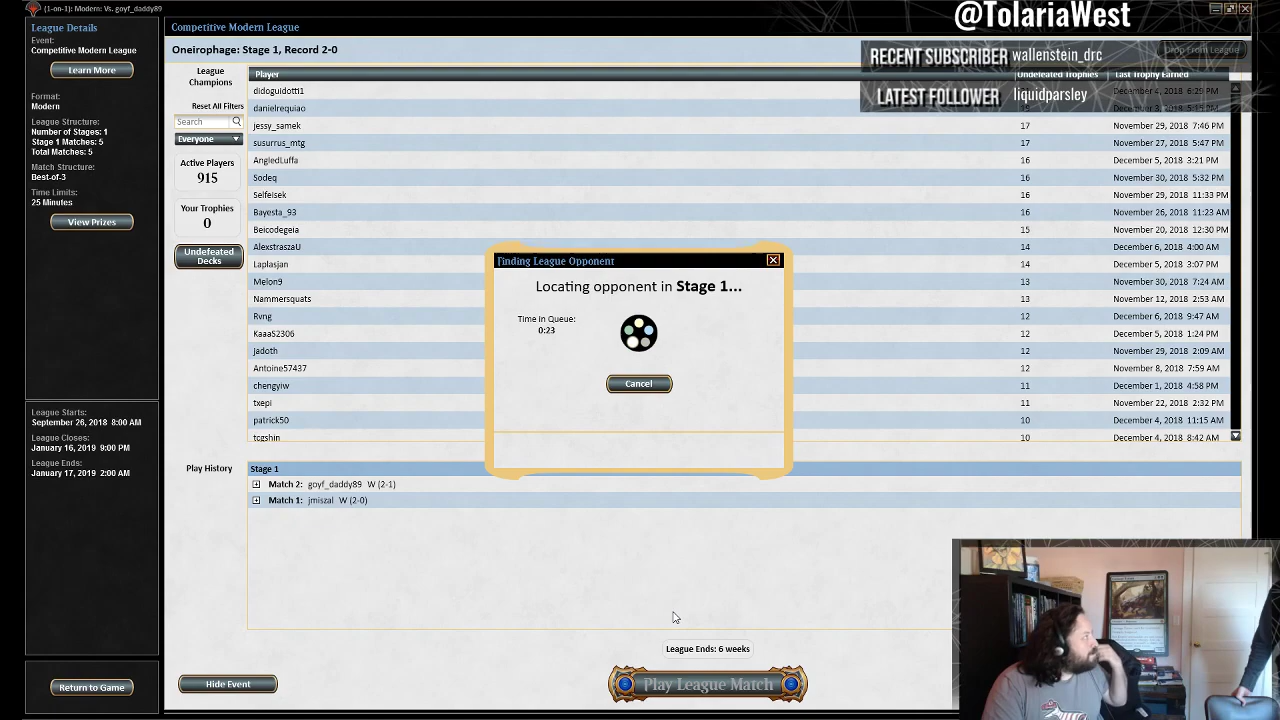 (1-on-1): Modern: Vs. goyf_daddy89
@TolariaWest
RECENT SUBSCRIBER wallenstein_drc
LATEST FOLLOWER liquidparsley
League Details
Event:
Competitive Modern League
Learn More
Format:
Modern
League Structure:
Number of Stages: 1
Stage 1 Matches: 5
Total Matches: 5
Match Structure:
Best-of-3
Time Limits:
25 Minutes
View Prizes
League Starts:
September 26, 2018 8:00 AM
League Closes:
January 16, 2019 9:00 PM
League Ends:
January 17, 2019 2:00 AM
Return to Game
Competitive Modern League
Oneirophage: Stage 1, Record 2-0
Drop From League
League
Champions
Reset All Filters
Search
Everyone
Active Players
915
Your Trophies
0
Undefeated
Decks
Player Undefeated Trophies Last Trophy Earned
didoguidotti1 December 4, 2018 6:29 PM
danielrequiao
jessy_samek 17 November 29, 2018 7:46 PM
susurrus_mtg 17 November 27, 2018 5:47 PM
AngledLuffa 16 December 5, 2018 3:21 PM
Sodeq 16 November 30, 2018 5:32 PM
Selfeisek 16 November 29, 2018 11:33 PM
Bayesta_93 16 November 26, 2018 11:23 AM
Beicodegeia 15 November 20, 2018 12:30 PM
AlexstraszaU 14 December 6, 2018 4:00 AM
Laplasjan 14 December 5, 2018 3:07 PM
Melon9 13 November 30, 2018 7:24 AM
Nammersquats 13 November 12, 2018 2:53 AM
Rvng 12 December 6, 2018 9:47 AM
KaaaS2306 12 December 5, 2018 1:24 PM
jadoth 12 November 29, 2018 2:09 AM
Antoine57437 12 November 8, 2018 7:59 AM
chengyiw 11 December 1, 2018 4:58 PM
txepi 11 November 22, 2018 2:32 PM
patrick50 10 December 4, 2018 11:15 AM
tcgshin 10 December 4, 2018 8:42 AM
Finding League Opponent
Locating opponent in Stage 1...
Time in Queue:
0:23
Cancel
Play History
Stage 1
Match 2: goyf_daddy89 W (2-1)
Match 1: jmiszal W (2-0)
League Ends: 6 weeks
Hide Event
Play League Match